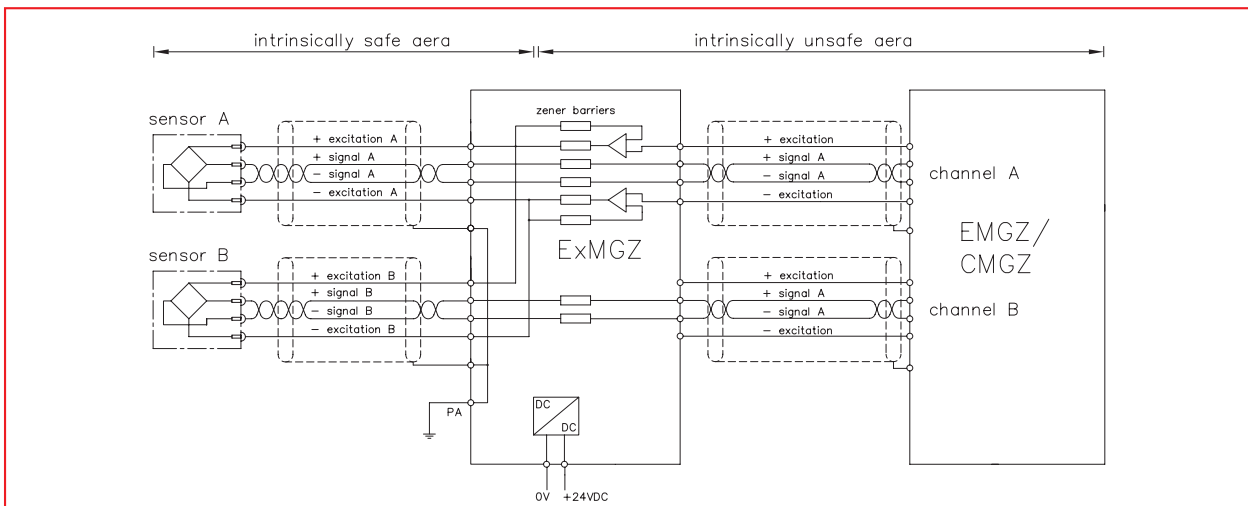 intrinsically safe aera
intrinsically unsafe aera
zener barriers
sensor A
+ excitation A
+ signal A
− signal A
− excitation A
+ excitation
+ signal A
− signal A
− excitation
channel A
ExMGZ
EMGZ/
CMGZ
sensor B
+ excitation B
+ signal B
− signal B
− excitation B
+ excitation
+ signal A
− signal A
− excitation
channel B
PA
DC
DC
0V
+24VDC